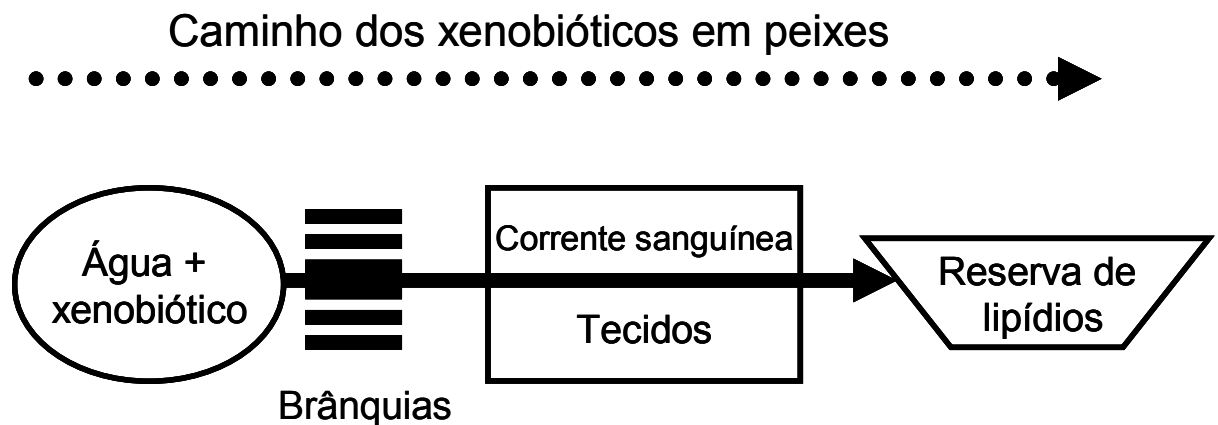 Caminho dos xenobióticos em peixes
Água +
xenobiótico
Brânquias
Corrente sanguínea
Tecidos
Reserva de
lipídios